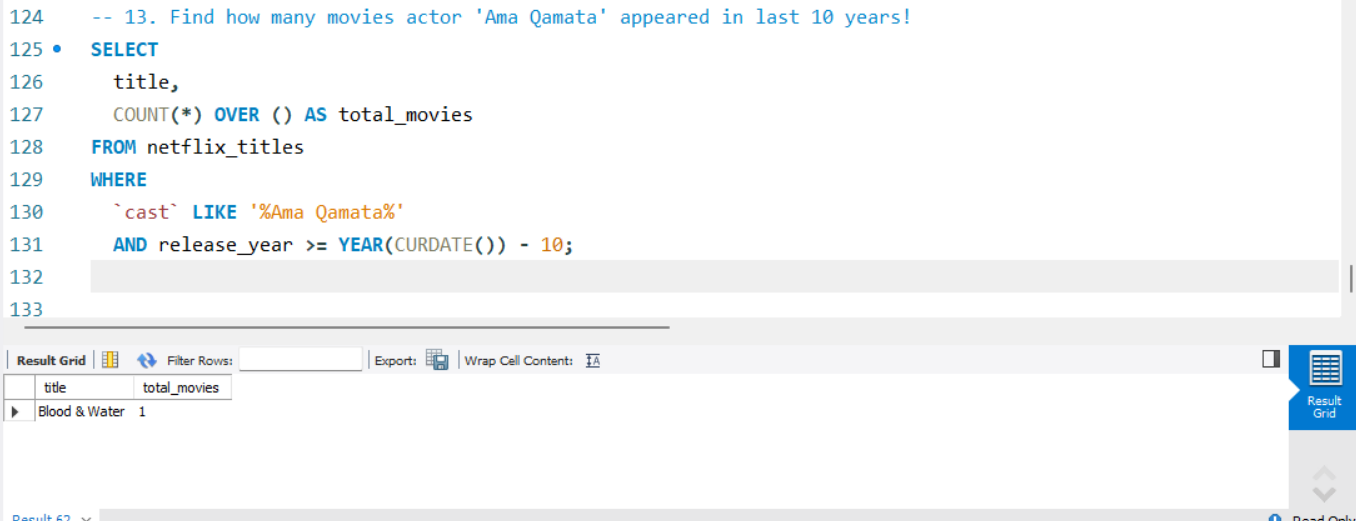 124 -- 13. Find how many movies actor 'Ama Qamata' appeared in last 10 years!
125 SELECT
126 title,
127 COUNT(*) OVER () AS total_movies
128 FROM netflix_titles
129 WHERE
130 `cast` LIKE '%Ama Qamata%'
131 AND release_year >= YEAR(CURDATE()) - 10;
132
133
Result Grid Filter Rows: Export: Wrap Cell Content:
title total_movies
Blood & Water 1
Result
Grid
Result 62 Read Only